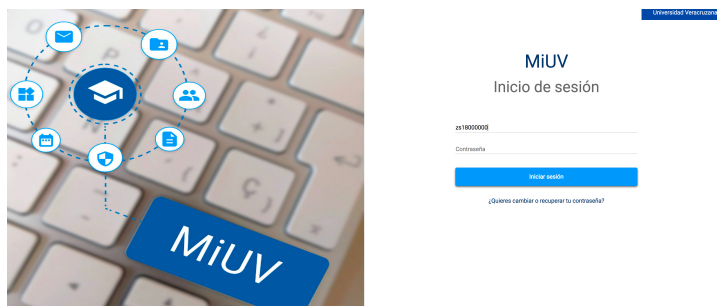 Universidad Veracruzana
MiUV
Inicio de sesión
zs18000000
Contraseña
Iniciar sesión
¿Quieres cambiar o recuperar tu contraseña?
MiUV